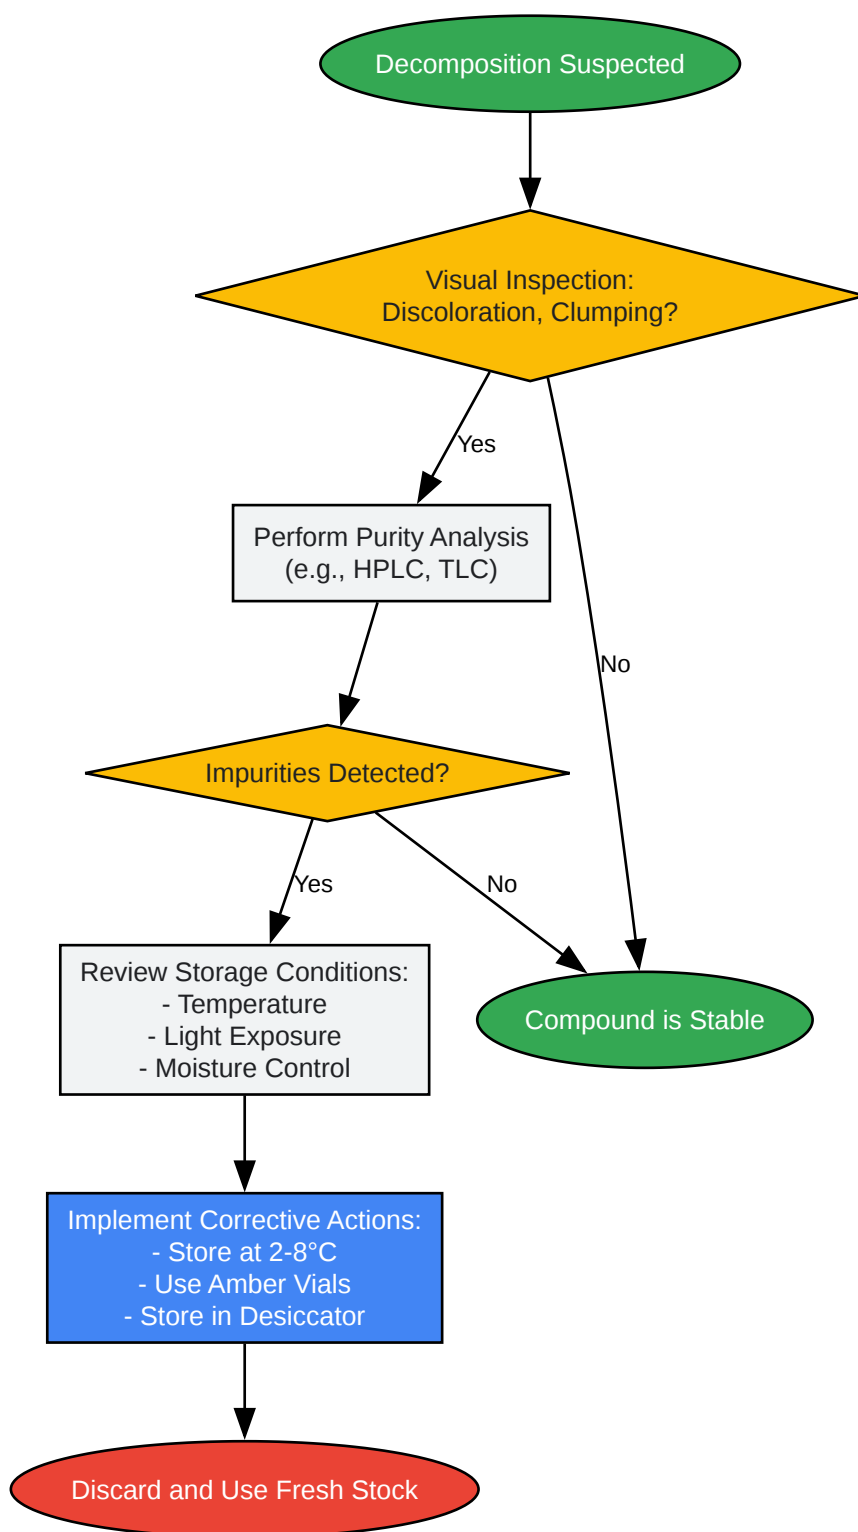 Decomposition Suspected
Visual Inspection:
Discoloration, Clumping?
Yes
Perform Purity Analysis
(e.g., HPLC, TLC)
No
Impurities Detected?
Yes
No
Review Storage Conditions:
- Temperature
- Light Exposure
- Moisture Control
Compound is Stable
Implement Corrective Actions:
- Store at 2-8°C
- Use Amber Vials
- Store in Desiccator
Discard and Use Fresh Stock